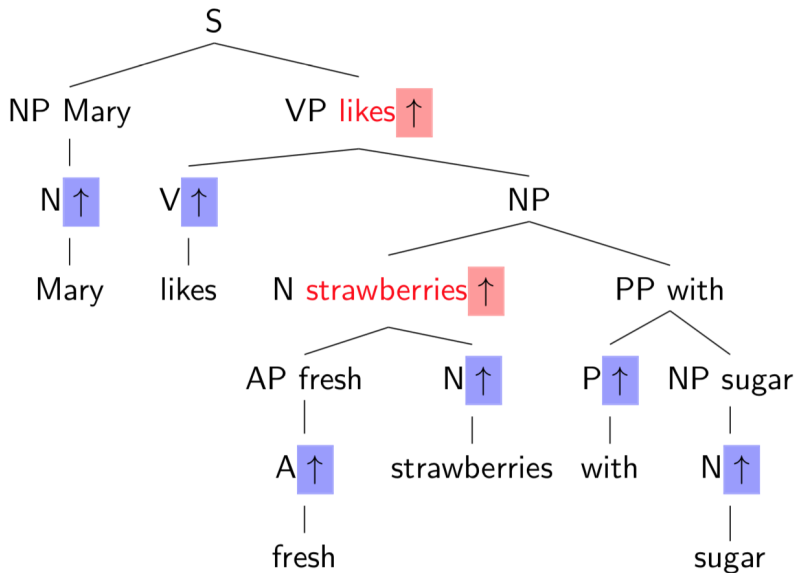 S
NP Mary VP likes ↑
N ↑ V ↑ NP
Mary likes N strawberries ↑ PP with
AP fresh N ↑ P ↑ NP sugar
A ↑ strawberries with N ↑
fresh sugar